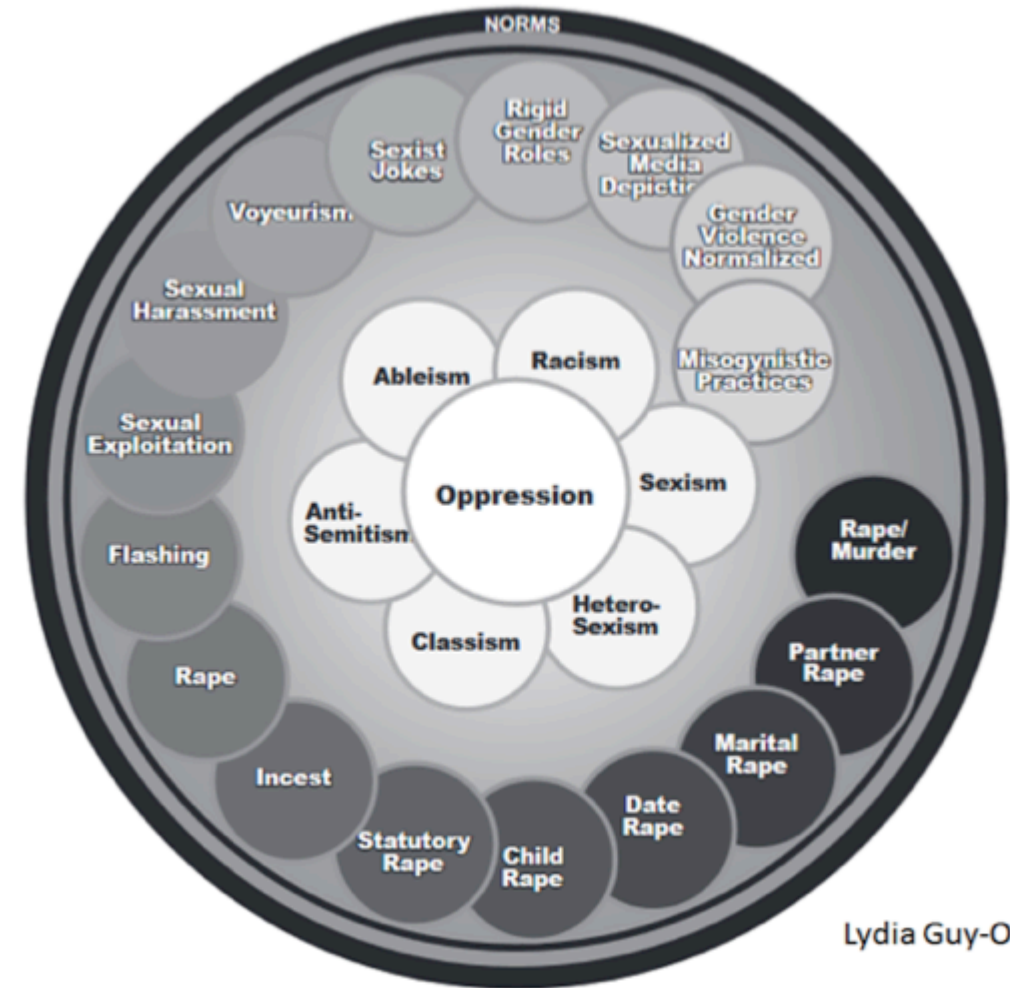 NORMS
Rigid
Gender
Roles
Sexist
Jokes
Sexualized
Media
Depictio
Voyeurism
Gender
Violence
Normalized
Sexual
Harassment
Misogynistic
Practices
Ableism
Racism
Sexual
Exploitation
Oppression
Sexism
Anti-
Semitism
Flashing
Rape/
Murder
Hetero-
Sexism
Classism
Rape
Partner
Rape
Incest
Marital
Rape
Date
Rape
Statutory
Rape
Child
Rape
Lydia Guy-O